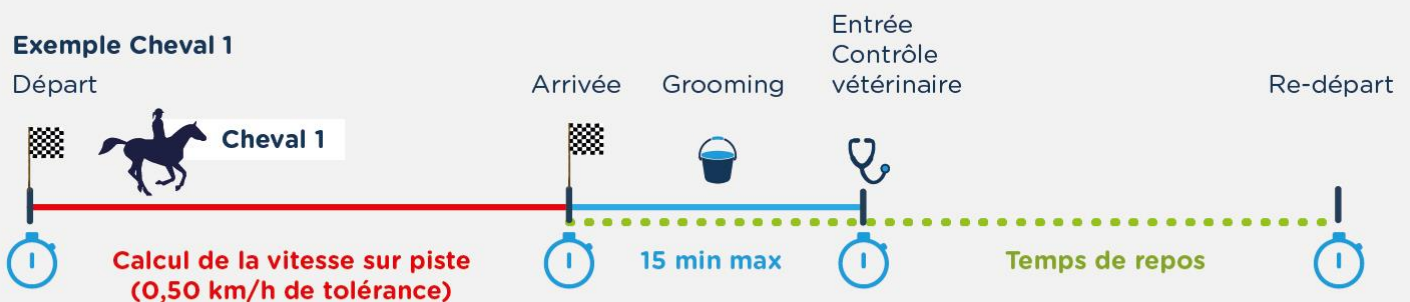 Exemple Cheval 1
Départ
Arrivée
Grooming
Entrée
Contrôle
vétérinaire
Re-départ
Cheval 1
Calcul de la vitesse sur piste
(0,50 km/h de tolérance)
15 min max
Temps de repos